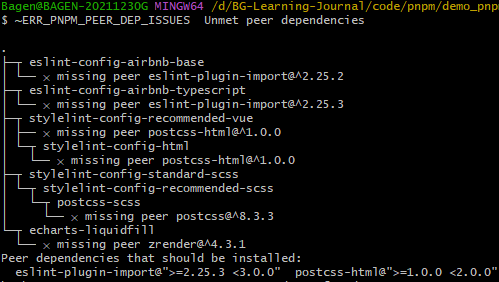 Bagen@BAGEN-20211230G MINGW64 /d/BG-Learning-Journal/code/pnpm/demo_pnp
$ ~ERR_PNPM_PEER_DEP_ISSUES  Unmet peer dependencies
.
├─┬ eslint-config-airbnb-base
│ └── ✕ missing peer eslint-plugin-import@^2.25.2
├─┬ eslint-config-airbnb-typescript
│ └── ✕ missing peer eslint-plugin-import@^2.25.3
├─┬ stylelint-config-recommended-vue
│ ├── ✕ missing peer postcss-html@^1.0.0
│ └─┬ stylelint-config-html
│   └── ✕ missing peer postcss-html@^1.0.0
├─┬ stylelint-config-standard-scss
│ └─┬ stylelint-config-recommended-scss
│   └─┬ postcss-scss
│     └── ✕ missing peer postcss@^8.3.3
└─┬ echarts-liquidfill
  └── ✕ missing peer zrender@^4.3.1
Peer dependencies that should be installed:
  eslint-plugin-import@">=2.25.3 <3.0.0"  postcss-html@">=1.0.0 <2.0.0"